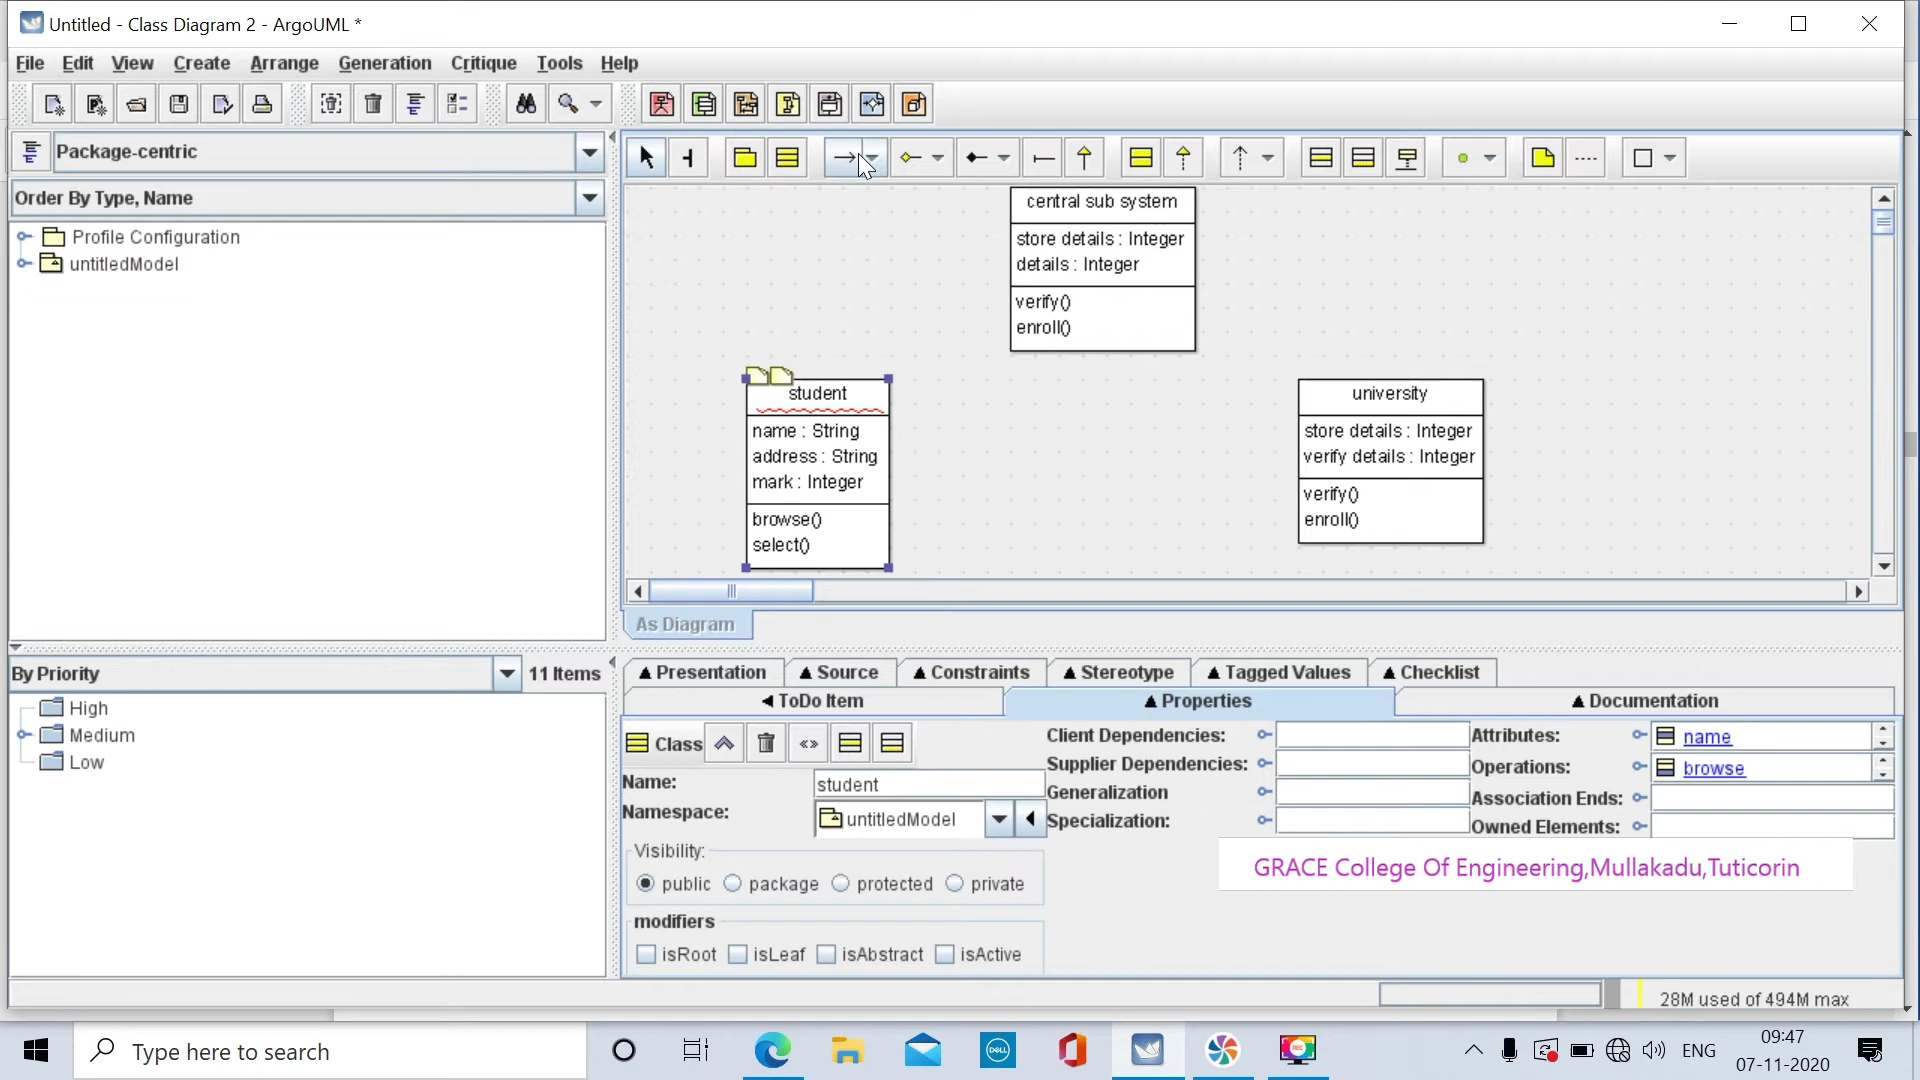 Untitled - Class Diagram 2 - ArgoUML *
File Edit View Create Arrange Generation Critique Tools Help
Package-centric
Order By Type, Name
Profile Configuration
untitledModel
central sub system
store details : Integer
details : Integer
verify()
enroll()
student
name : String
address : String
mark : Integer
browse()
select()
university
store details : Integer
verify details : Integer
verify()
enroll()
As Diagram
By Priority 11 Items
High
Medium
Low
Presentation Source Constraints Stereotype Tagged Values Checklist
ToDo Item Properties Documentation
Class
Name: student
Namespace: untitledModel
Visibility:
public package protected private
modifiers
isRoot isLeaf isAbstract isActive
Client Dependencies:
Supplier Dependencies:
Generalization
Specialization:
Attributes: name
Operations: browse
Association Ends:
Owned Elements:
GRACE College Of Engineering,Mullakadu,Tuticorin
28M used of 494M max
Type here to search
DELL
REC
ENG
09:47
07-11-2020